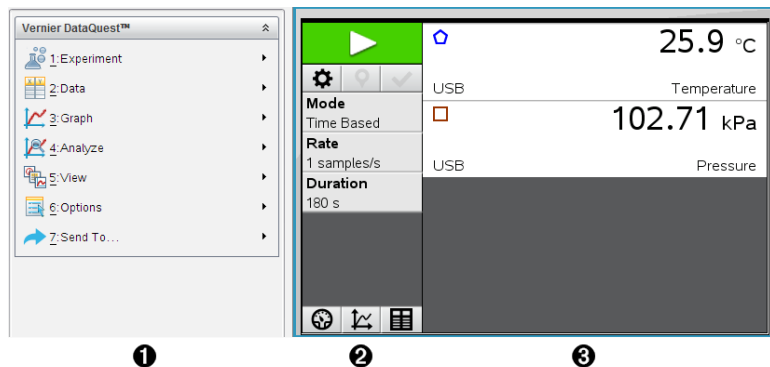 Vernier DataQuest™
1:Experiment
2:Data
3:Graph
4:Analyze
5:View
6:Options
7:Send To...
Mode
Time Based
Rate
1 samples/s
Duration
180 s
25.9 °C
USB Temperature
102.71 kPa
USB Pressure
❶ ❷ ❸